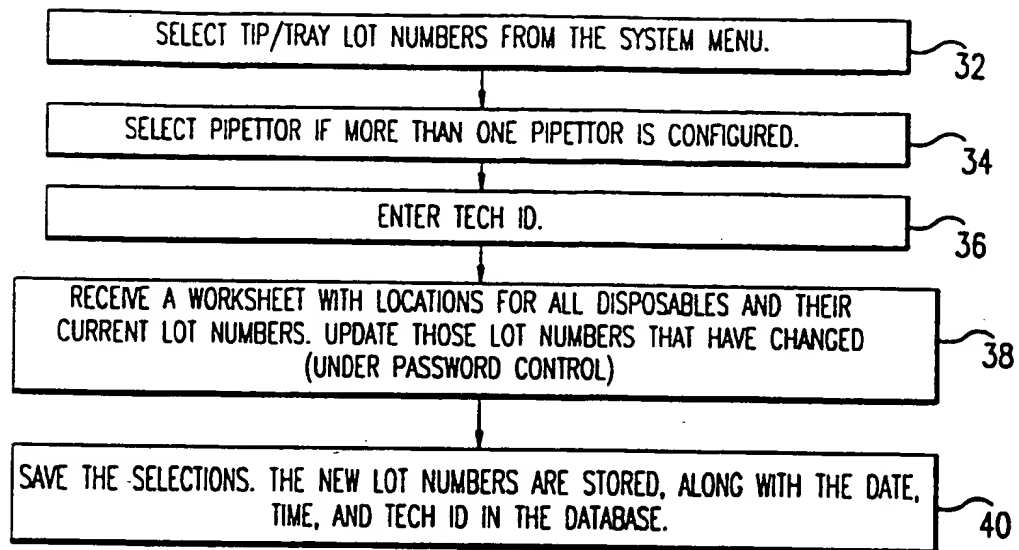 SELECT TIP/TRAY LOT NUMBERS FROM THE SYSTEM MENU.
32
SELECT PIPETTOR IF MORE THAN ONE PIPETTOR IS CONFIGURED.
34
ENTER TECH ID.
36
RECEIVE A WORKSHEET WITH LOCATIONS FOR ALL DISPOSABLES AND THEIR
CURRENT LOT NUMBERS. UPDATE THOSE LOT NUMBERS THAT HAVE CHANGED
(UNDER PASSWORD CONTROL)
38
SAVE THE SELECTIONS. THE NEW LOT NUMBERS ARE STORED, ALONG WITH THE DATE,
TIME, AND TECH ID IN THE DATABASE.
40